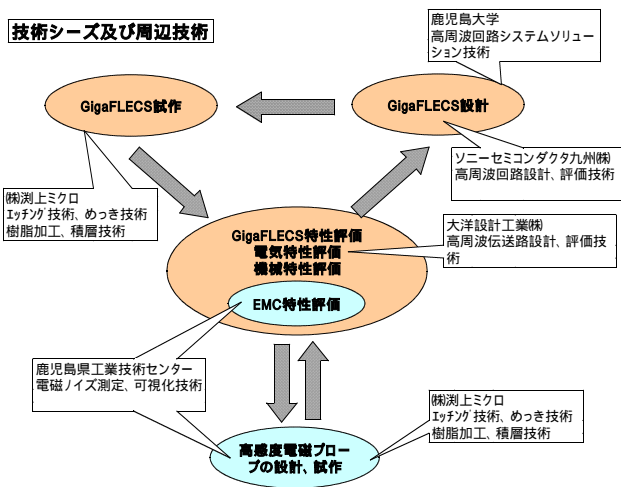 技術シーズ及び周辺技術
鹿児島大学
高周波回路システムソリュー
ション技術
GigaFLECS試作
GigaFLECS設計
ソニーセミコンダクタ九州㈱
高周波回路設計、評価技術
㈱渕上ミクロ
エッチング技術、めっき技術
樹脂加工、積層技術
大洋設計工業㈱
高周波伝送路設計、評価技
術
GigaFLECS特性評価
電気特性評価
機械特性評価
EMC特性評価
鹿児島県工業技術センター
電磁ノイズ測定、可視化技術
㈱渕上ミクロ
エッチング技術、めっき技術
樹脂加工、積層技術
高感度電磁プロー
ブの設計、試作